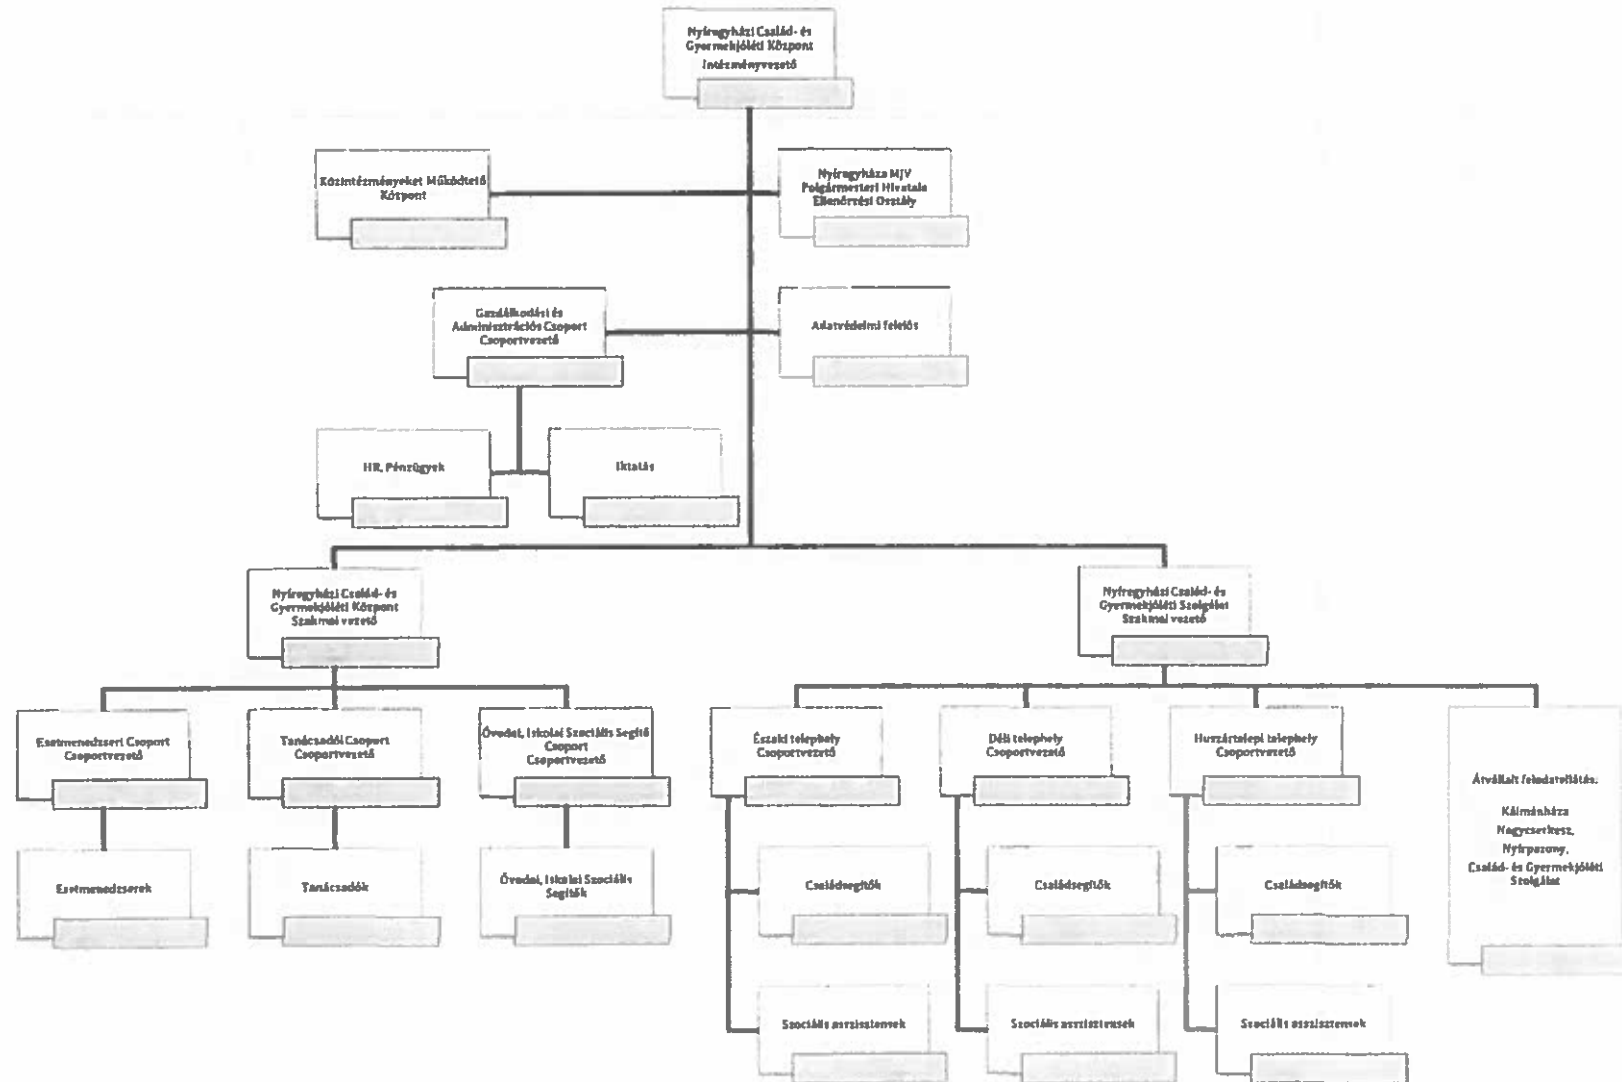 Nyíregyházi Család- és
Gyermekjóléti Központ
Intézményvezető
Közintézményeket Működtető
Központ
Nyíregyháza MJV
Polgármesteri Hivatala
Ellenőrzési Osztály
Gazdálkodási és
Adminisztrációs Csoport
Csoportvezető
Adatvédelmi felelős
HR, Pénzügyek
Iktatás
Nyíregyházi Család- és
Gyermekjóléti Központ
Szakmai vezető
Nyíregyházi Család- és
Gyermekjóléti Szolgálat
Szakmai vezető
Esetmenedzseri Csoport
Csoportvezető
Tanácsadói Csoport
Csoportvezető
Óvodai, Iskolai Szociális Segítő
Csoport
Csoportvezető
Északi telephely
Csoportvezető
Déli telephely
Csoportvezető
Huszártelepi telephely
Csoportvezető
Átvállalt feladatellátás:
Kálmánháza
Nagycserkesz,
Nyírpazony,
Család- és Gyermekjóléti
Szolgálat
Esetmenedzserek
Tanácsadók
Óvodai, Iskolai Szociális
Segítők
Családsegítők
Családsegítők
Családsegítők
Szociális asszisztensek
Szociális asszisztensek
Szociális asszisztensek